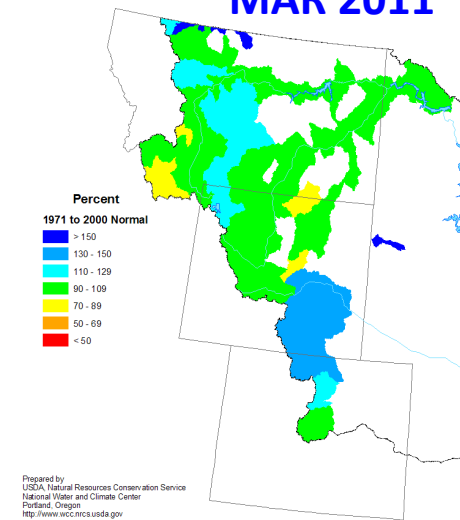 MAR 2011
Percent
1971 to 2000 Normal
> 150
130 - 150
110 - 129
90 - 109
70 - 89
50 - 69
< 50
Prepared by
USDA, Natural Resources Conservation Service
National Water and Climate Center
Portland, Oregon
http://www.wcc.nrcs.usda.gov